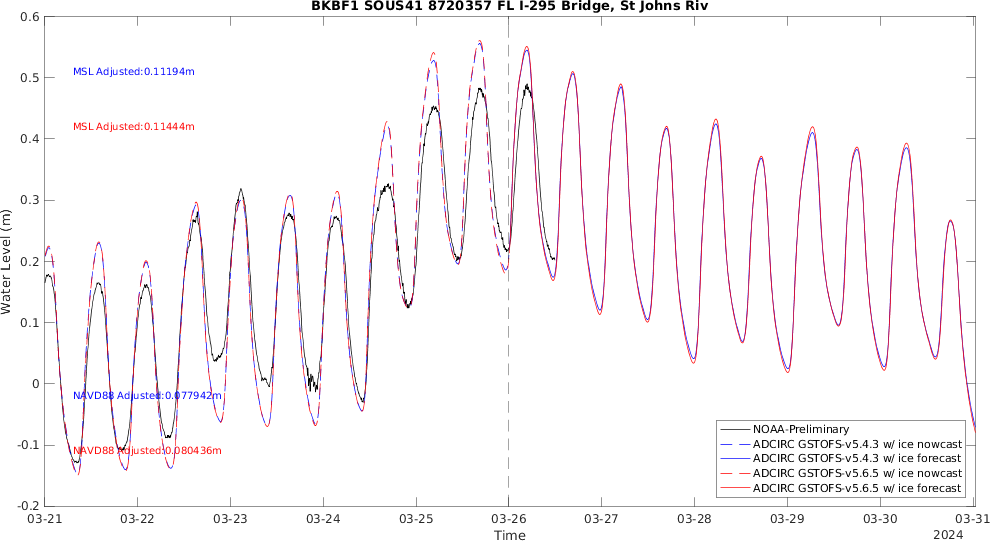 BKBF1 SOUS41 8720357 FL I-295 Bridge, St Johns Riv
0.6
0.5
0.4
0.3
0.2
0.1
0
-0.1
-0.2
Water Level (m)
MSL Adjusted:0.11194m
MSL Adjusted:0.11444m
NAVD88 Adjusted:0.077942m
NAVD88 Adjusted:0.080436m
NOAA-Preliminary
ADCIRC GSTOFS-v5.4.3 w/ ice nowcast
ADCIRC GSTOFS-v5.4.3 w/ ice forecast
ADCIRC GSTOFS-v5.6.5 w/ ice nowcast
ADCIRC GSTOFS-v5.6.5 w/ ice forecast
03-21 03-22 03-23 03-24 03-25 03-26 03-27 03-28 03-29 03-30 03-31
Time
2024